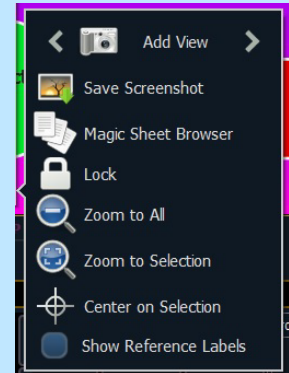 Add View
Save Screenshot
Magic Sheet Browser
Lock
Zoom to All
Zoom to Selection
Center on Selection
Show Reference Labels